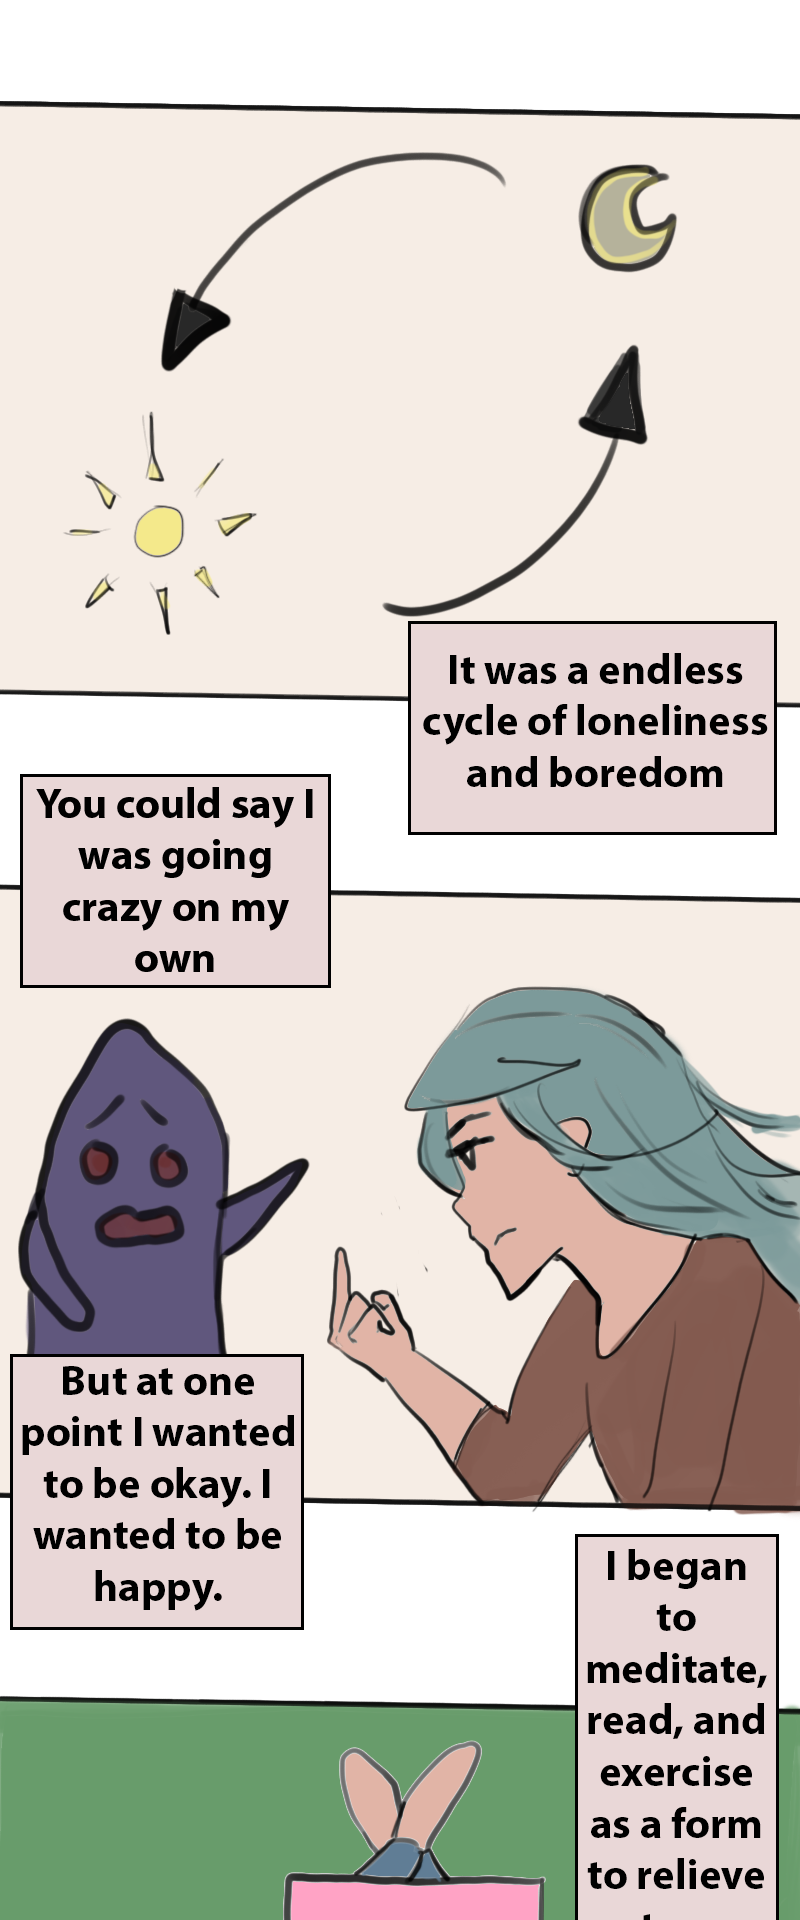 It was a endless
cycle of loneliness
and boredom
You could say I
was going
crazy on my
own
But at one
point I wanted
to be okay. I
wanted to be
happy.
I began
to
meditate,
read, and
exercise
as a form
to relieve